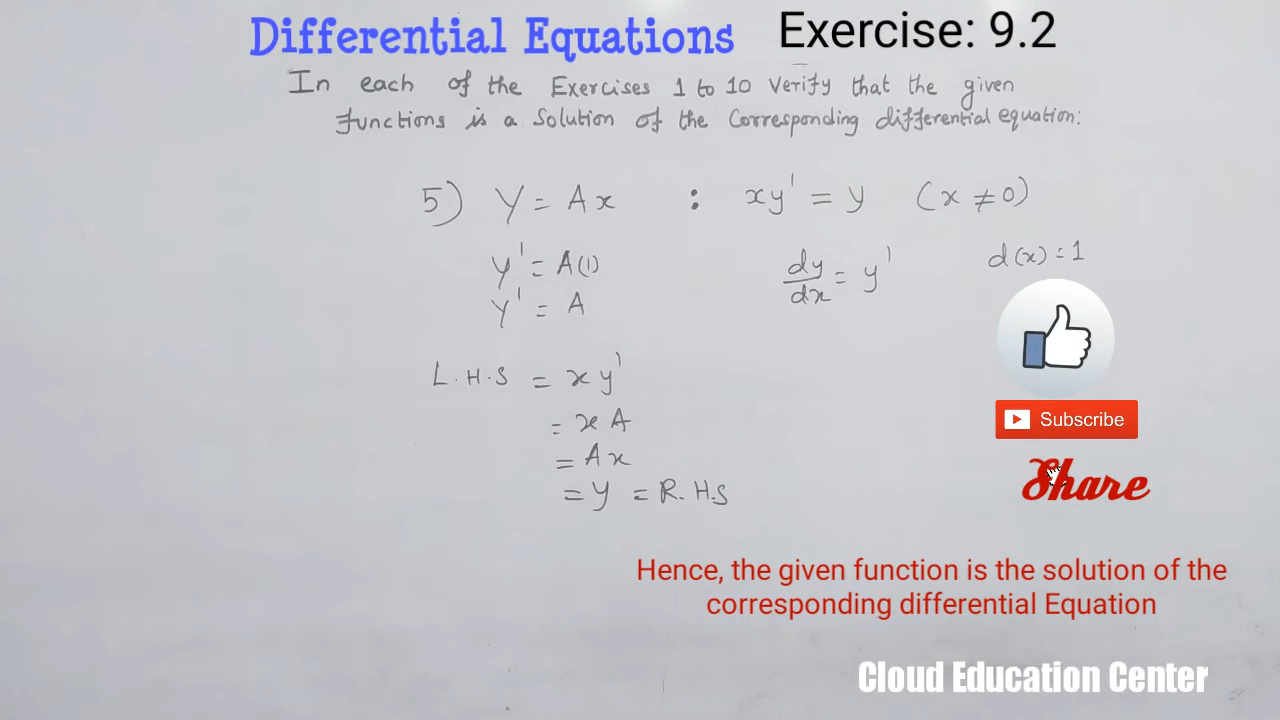 Differential Equations Exercise: 9.2
In each of the Exercises 1 to 10 Verify that the given
functions is a Solution of the Corresponding differential equation:
5) Y = Ax : xy' = y (x ≠ 0)
Y' = A(1) dy/dx = y' d(x) = 1
Y' = A
L.H.S = xy'
= xA
= Ax
= Y = R.H.S
Subscribe
Share
Hence, the given function is the solution of the
corresponding differential Equation
Cloud Education Center